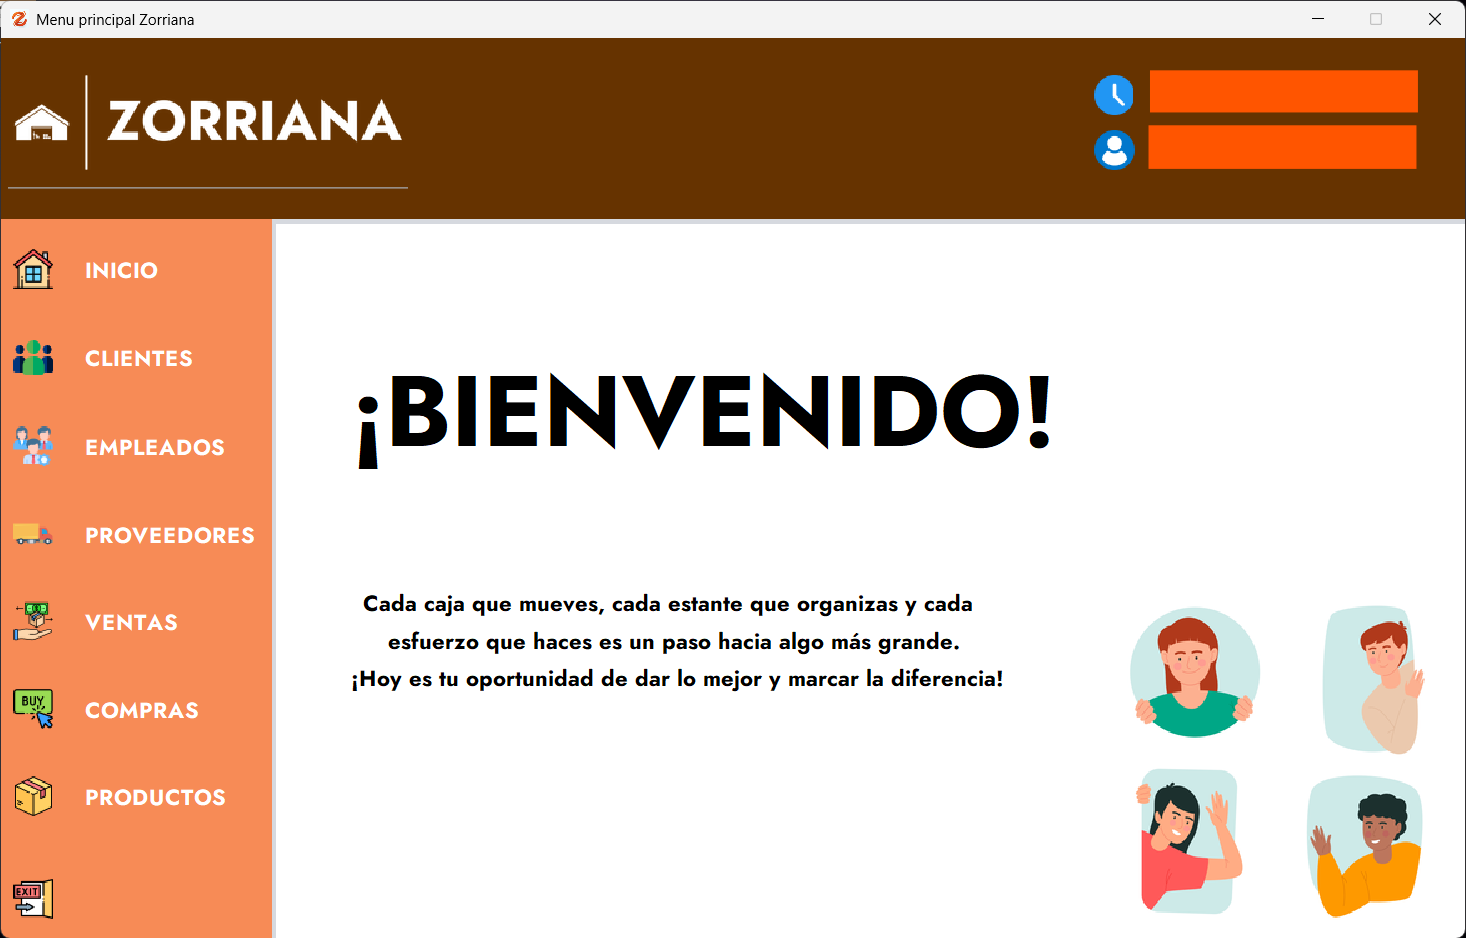 Menu principal Zorriana
ZORRIANA
INICIO
CLIENTES
EMPLEADOS
PROVEEDORES
VENTAS
BUY
COMPRAS
PRODUCTOS
EXIT
¡BIENVENIDO!
Cada caja que mueves, cada estante que organizas y cada
esfuerzo que haces es un paso hacia algo más grande.
¡Hoy es tu oportunidad de dar lo mejor y marcar la diferencia!